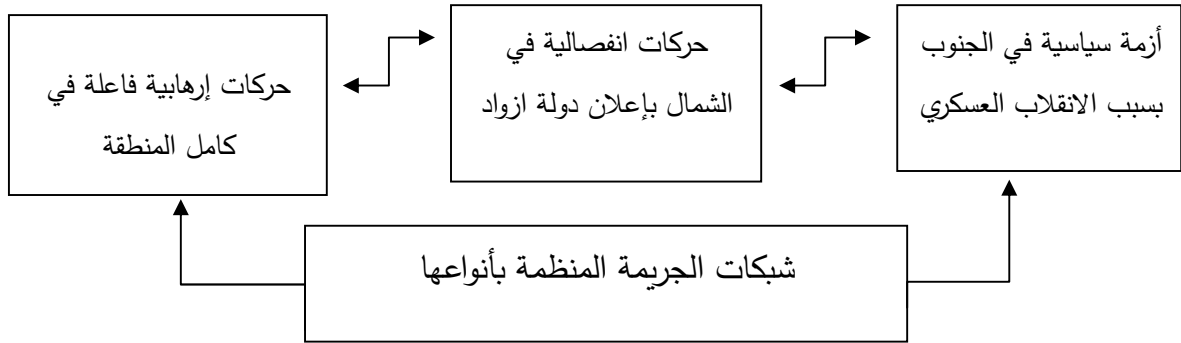 أزمة سياسية في الجنوب
بسبب الانقلاب العسكري
حركات انفصالية في
الشمال بإعلان دولة ازواد
حركات إرهابية فاعلة في
كامل المنطقة
شبكات الجريمة المنظمة بأنواعها